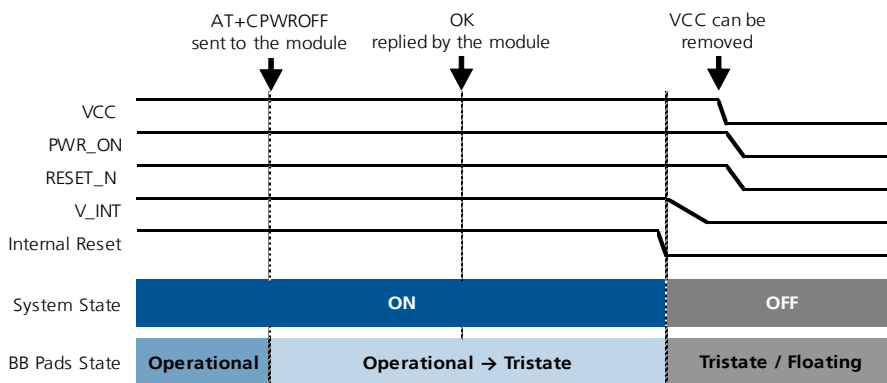 AT+CPWROFF
sent to the module
OK
replied by the module
VCC can be
removed
VCC
PWR_ON
RESET_N
V_INT
Internal Reset
System State
ON
OFF
BB Pads State
Operational
Operational → Tristate
Tristate / Floating